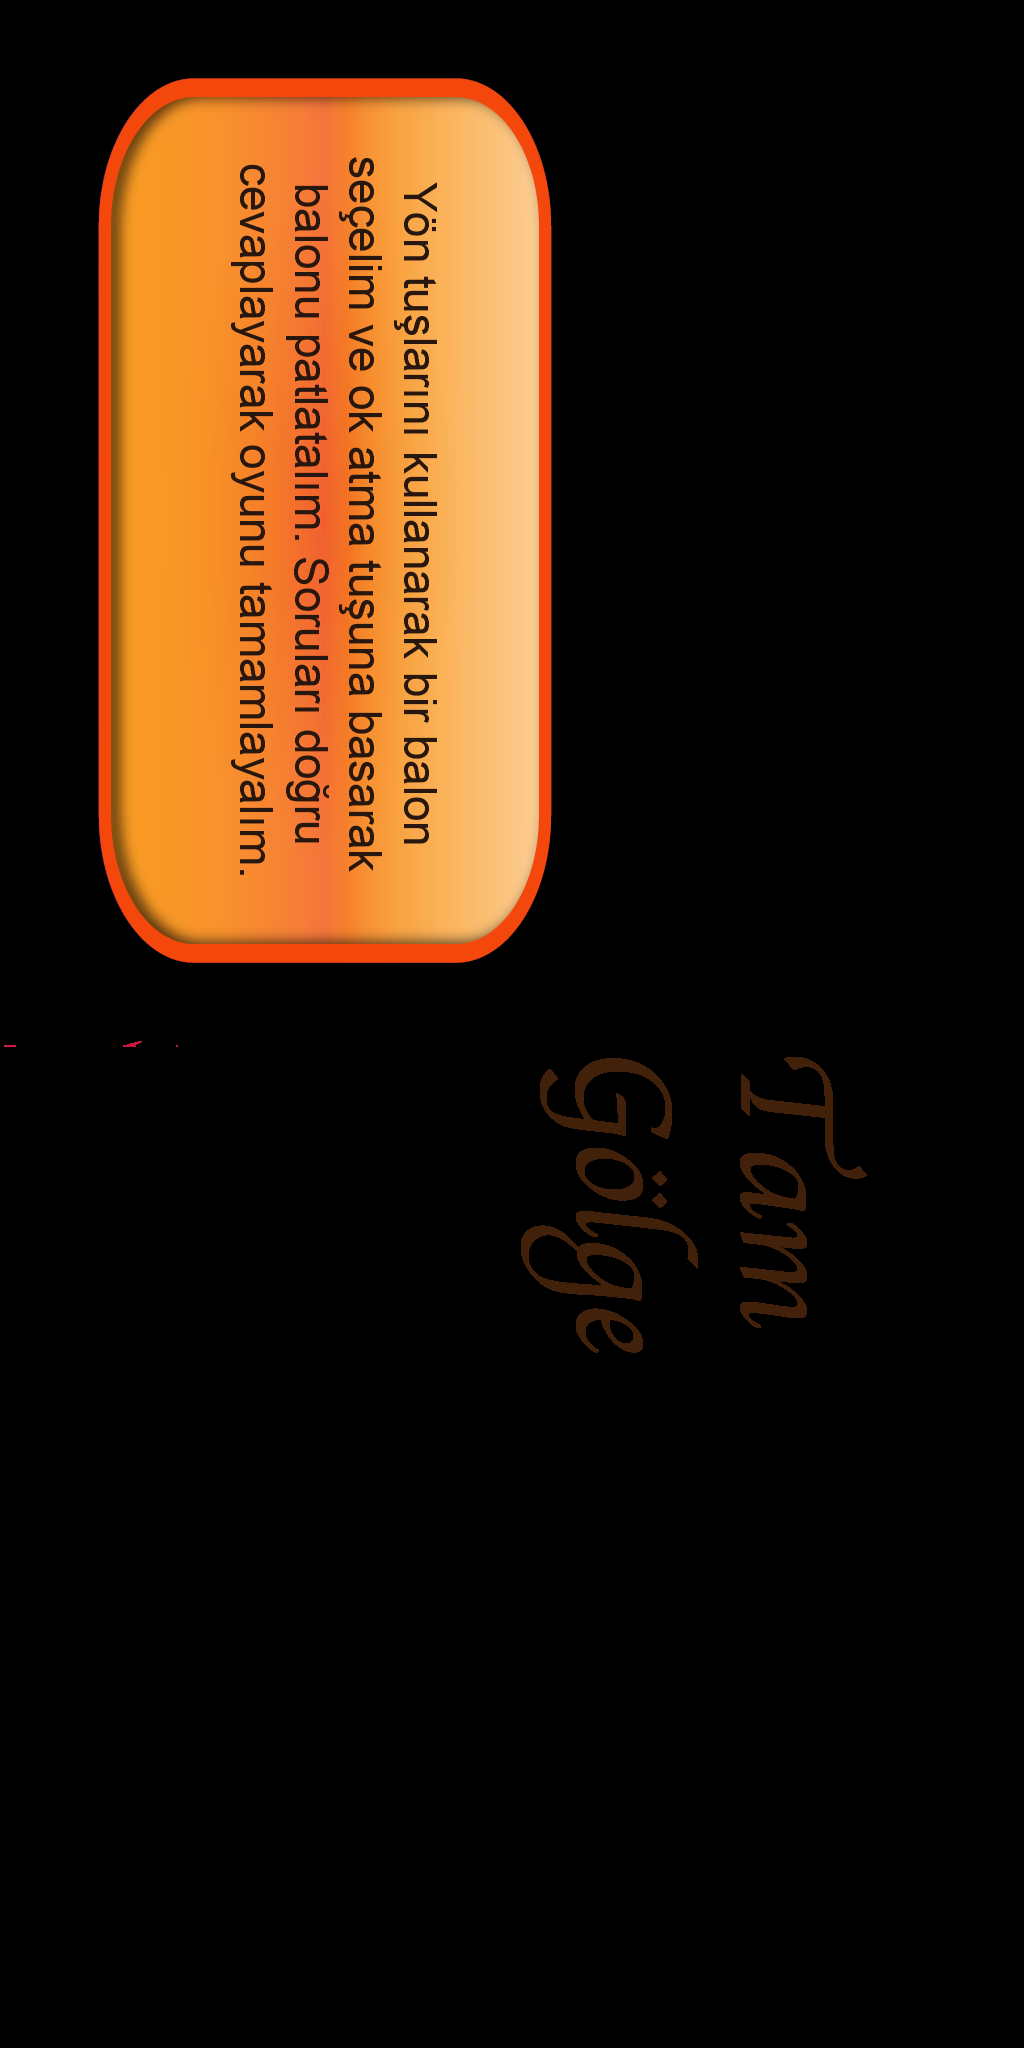 Yön tuşlarını kullanarak bir balon
seçelim ve ok atma tuşuna basarak
balonu patlatalım. Soruları doğru
cevaplayarak oyunu tamamlayalım.
Tam
Gölge